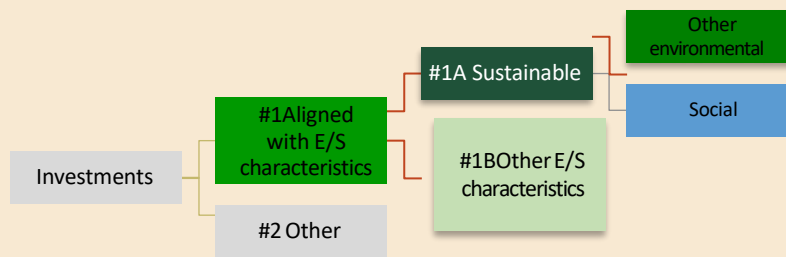 Other
environmental
#1A Sustainable
Social
#1Aligned
with E/S
characteristics
#1BOther E/S
characteristics
Investments
#2 Other